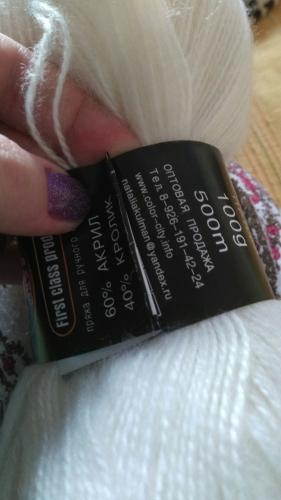 First class prod
пряжа для ручного
60% АКРИЛ
40% КРОЛИК
nataliakulman@yandex.ru
www.color-city.info
Тел. 8-926-191-42-24
ОПТОВАЯ ПРОДАЖА
500m
100g